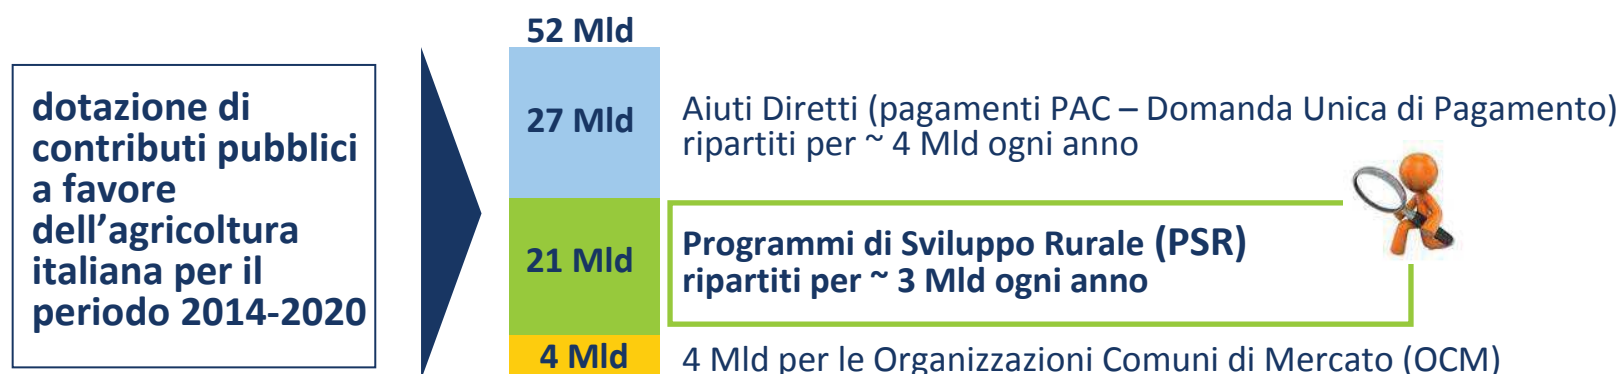 dotazione di
contributi pubblici
a favore
dell’agricoltura
italiana per il
periodo 2014-2020
52 Mld
27 Mld
Aiuti Diretti (pagamenti PAC – Domanda Unica di Pagamento)
ripartiti per ~ 4 Mld ogni anno
21 Mld
Programmi di Sviluppo Rurale (PSR)
ripartiti per ~ 3 Mld ogni anno
4 Mld
4 Mld per le Organizzazioni Comuni di Mercato (OCM)